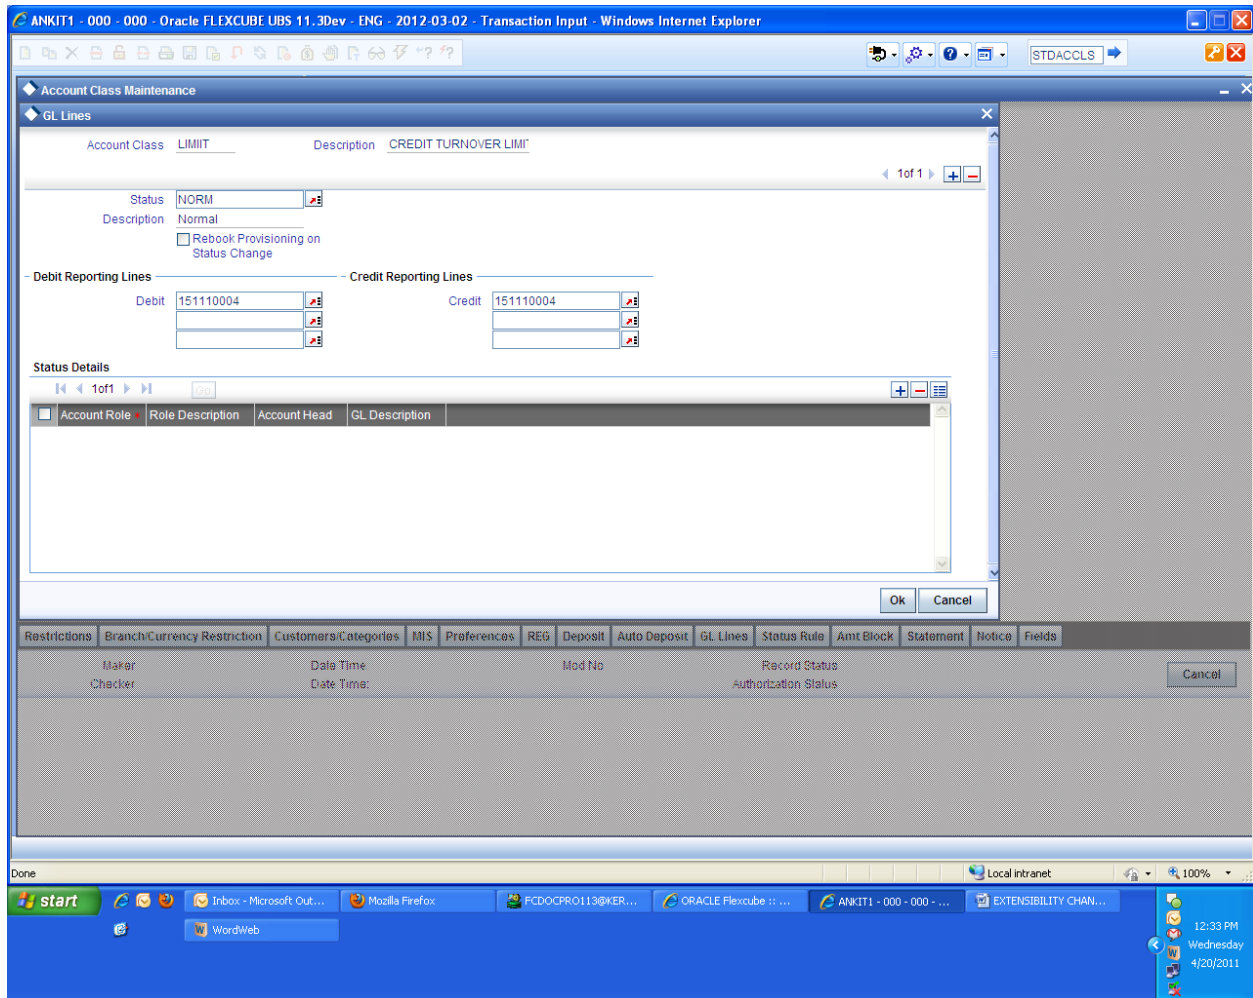 ANKIT1 - 000 - 000 - Oracle FLEXCUBE UBS 11.3Dev - ENG - 2012-03-02 - Transaction Input - Windows Internet Explorer
STDACCLS
Account Class Maintenance
GL Lines
Account Class LIMIIT Description CREDIT TURNOVER LIMI
1of 1
Status NORM
Description Normal
Rebook Provisioning on
Status Change
Debit Reporting Lines Credit Reporting Lines
Debit 151110004 Credit 151110004
Status Details
1of1 Go
Account Role * Role Description Account Head GL Description
Ok Cancel
Restrictions Branch/Currency Restriction Customers/Categories MIS Preferences REG Deposit Auto Deposit GL Lines Status Rule Amt Block Statement Notice Fields
Maker Date Time Mod No Record Status
Checker Date Time: Authorization Status
Cancel
Done Local intranet 100%
start Inbox - Microsoft Out... Mozilla Firefox FCDOCPRO113@KER... ORACLE Flexcube :: ... ANKIT1 - 000 - 000 - ... EXTENSIBILITY CHAN...
WordWeb
12:33 PM
Wednesday
4/20/2011